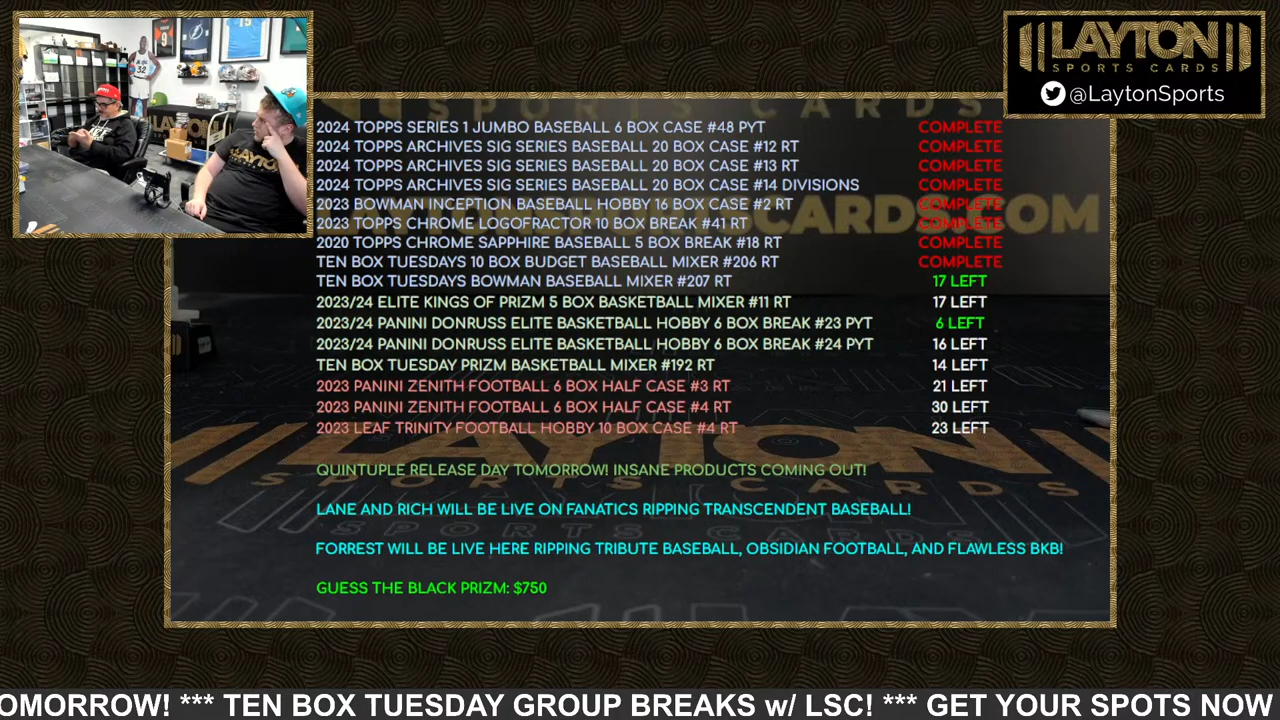 LAYTON
SPORTS CARDS
@LaytonSports
SPORTS CARDS
2024 TOPPS SERIES 1 JUMBO BASEBALL 6 BOX CASE #48 PYT COMPLETE
2024 TOPPS ARCHIVES SIG SERIES BASEBALL 20 BOX CASE #12 RT COMPLETE
2024 TOPPS ARCHIVES SIG SERIES BASEBALL 20 BOX CASE #13 RT COMPLETE
2024 TOPPS ARCHIVES SIG SERIES BASEBALL 20 BOX CASE #14 DIVISIONS COMPLETE
2023 BOWMAN INCEPTION BASEBALL HOBBY 16 BOX CASE #2 RT COMPLETE
CARDS.COM
2023 TOPPS CHROME LOGOFRACTOR 10 BOX BREAK #41 RT COMPLETE
2020 TOPPS CHROME SAPPHIRE BASEBALL 5 BOX BREAK #18 RT COMPLETE
TEN BOX TUESDAYS 10 BOX BUDGET BASEBALL MIXER #206 RT COMPLETE
TEN BOX TUESDAYS BOWMAN BASEBALL MIXER #207 RT 17 LEFT
2023/24 ELITE KINGS OF PRIZM 5 BOX BASKETBALL MIXER #11 RT 17 LEFT
2023/24 PANINI DONRUSS ELITE BASKETBALL HOBBY 6 BOX BREAK #23 PYT 6 LEFT
2023/24 PANINI DONRUSS ELITE BASKETBALL HOBBY 6 BOX BREAK #24 PYT 16 LEFT
TEN BOX TUESDAY PRIZM BASKETBALL MIXER #192 RT 14 LEFT
2023 PANINI ZENITH FOOTBALL 6 BOX HALF CASE #3 RT 21 LEFT
2023 PANINI ZENITH FOOTBALL 6 BOX HALF CASE #4 RT 30 LEFT
2023 LEAF TRINITY FOOTBALL HOBBY 10 BOX CASE #4 RT 23 LEFT
LAYTON
QUINTUPLE RELEASE DAY TOMORROW! INSANE PRODUCTS COMING OUT!
SPORTS CARDS
LANE AND RICH WILL BE LIVE ON FANATICS RIPPING TRANSCENDENT BASEBALL!
FORREST WILL BE LIVE HERE RIPPING TRIBUTE BASEBALL, OBSIDIAN FOOTBALL, AND FLAWLESS BKB!
GUESS THE BLACK PRIZM: $750
OMORROW! *** TEN BOX TUESDAY GROUP BREAKS w/ LSC! *** GET YOUR SPOTS NOW